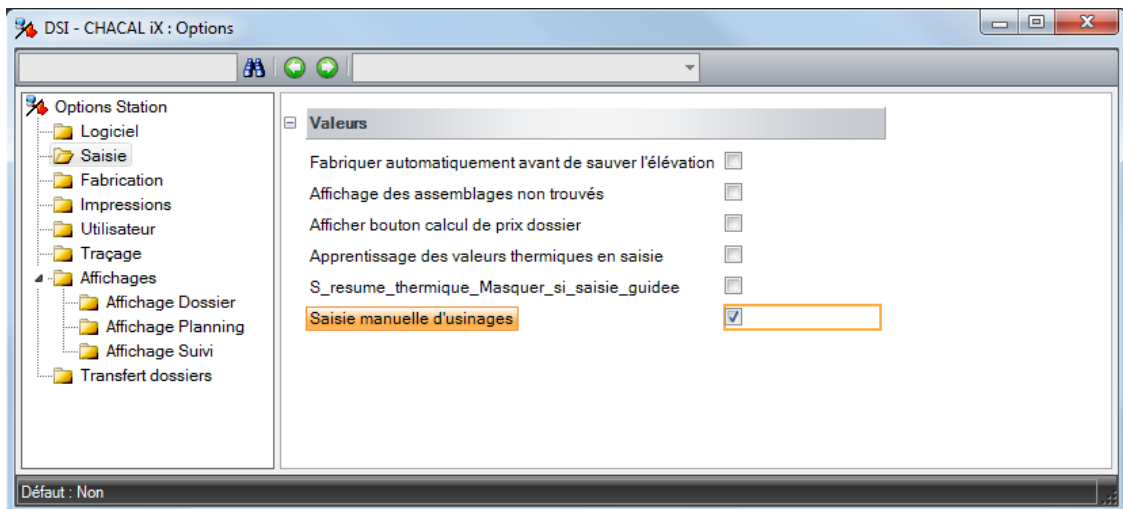 DSI - CHACAL iX : Options
Options Station
Logiciel
Saisie
Fabrication
Impressions
Utilisateur
Traçage
Affichages
Affichage Dossier
Affichage Planning
Affichage Suivi
Transfert dossiers
Valeurs
Fabriquer automatiquement avant de sauver l'élévation
Affichage des assemblages non trouvés
Afficher bouton calcul de prix dossier
Apprentissage des valeurs thermiques en saisie
S_resume_thermique_Masquer_si_saisie_guidee
Saisie manuelle d'usinages
Défaut : Non